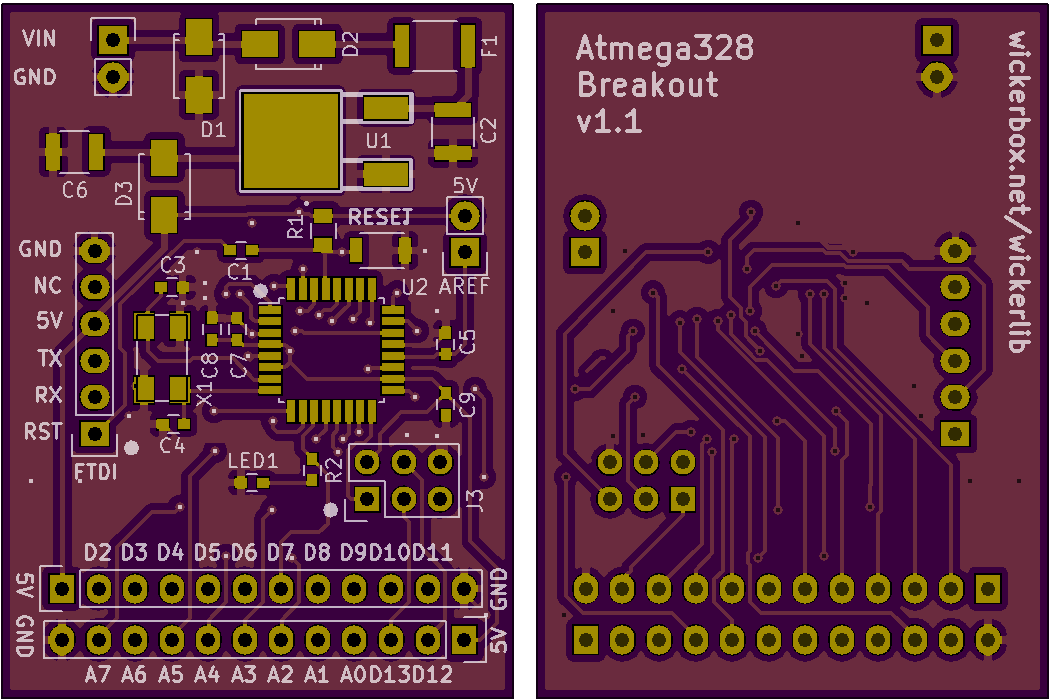 VIN
GND
D1
D2
F1
U1
C2
C6
D3
5V
R1
RESET
U2
AREF
GND
NC
5V
TX
RX
RST
FTDI
C3
C1
C8
C7
X1
C4
C5
C9
LED1
R2
J3
D2 D3 D4 D5 D6 D7 D8 D9 D10 D11
5V
GND
GND
5V
A7 A6 A5 A4 A3 A2 A1 A0 D13 D12
Atmega328
Breakout
v1.1
wickerbox.net/wickerlib